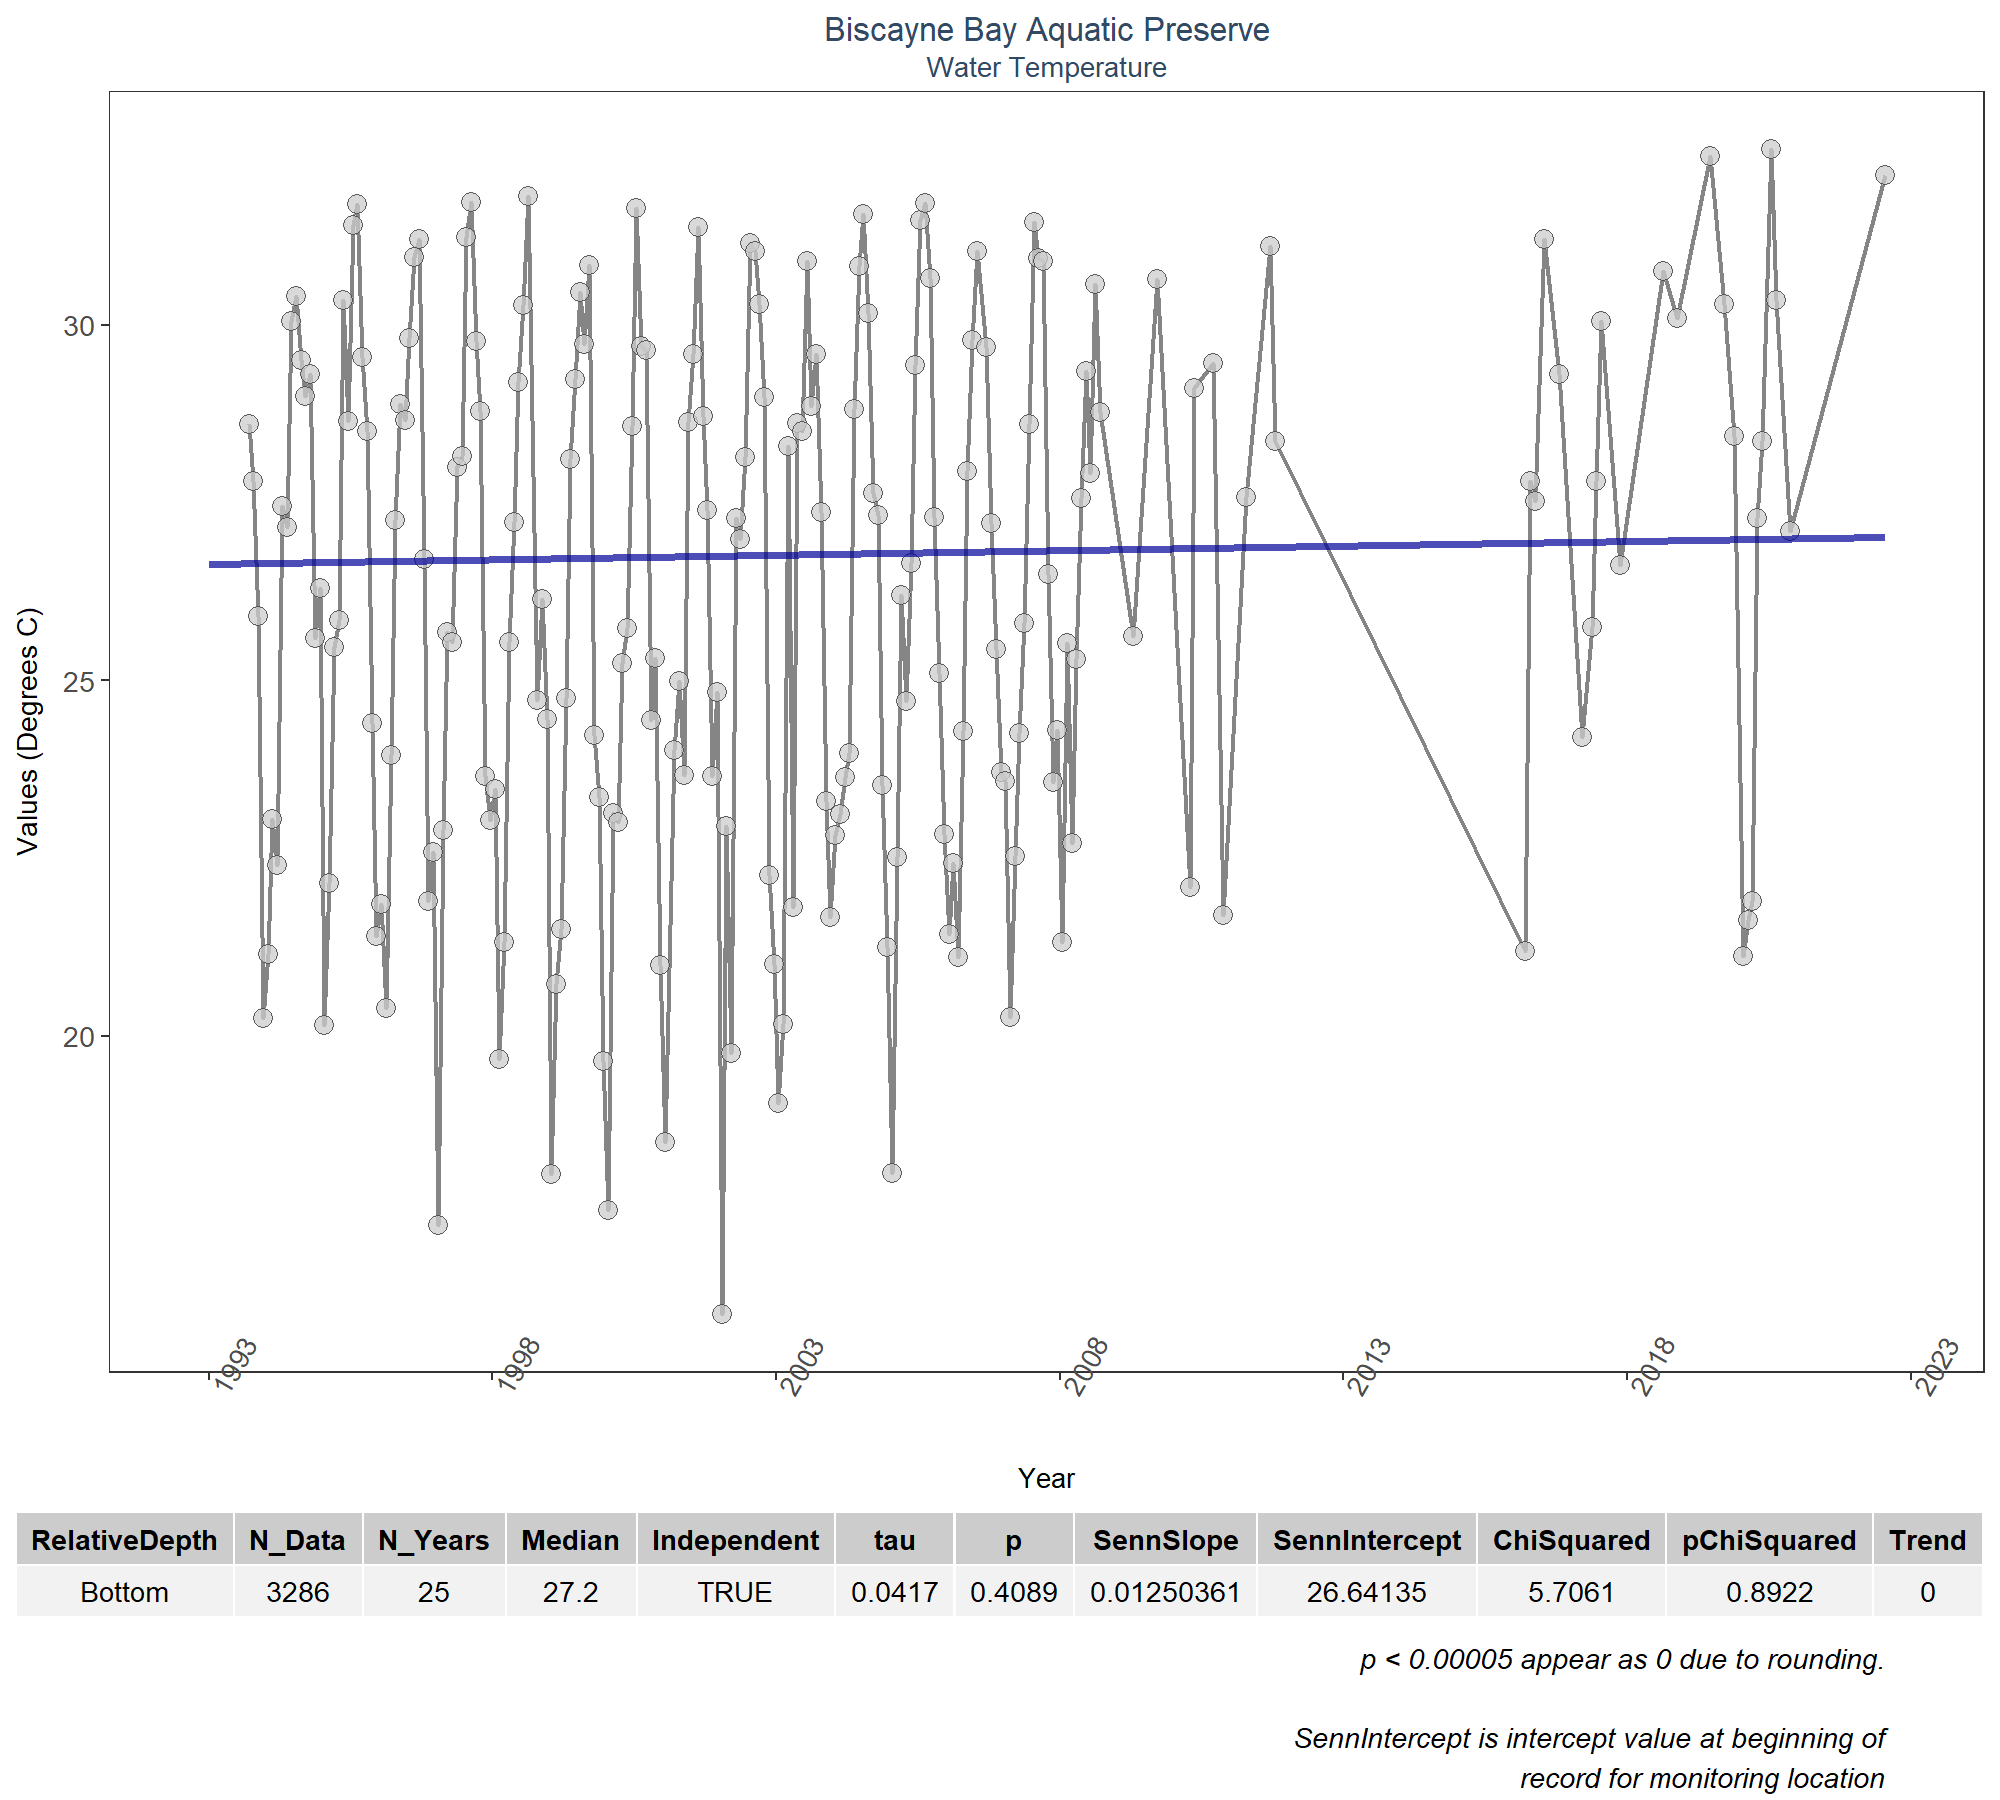 Biscayne Bay Aquatic Preserve
Water Temperature
Values (Degrees C)
30
25
20
1993 1998 2003 2008 2013 2018 2023
Year
RelativeDepth N_Data N_Years Median Independent tau p SennSlope SennIntercept ChiSquared pChiSquared Trend
Bottom 3286 25 27.2 TRUE 0.0417 0.4089 0.01250361 26.64135 5.7061 0.8922 0
p < 0.00005 appear as 0 due to rounding.
SennIntercept is intercept value at beginning of
record for monitoring location